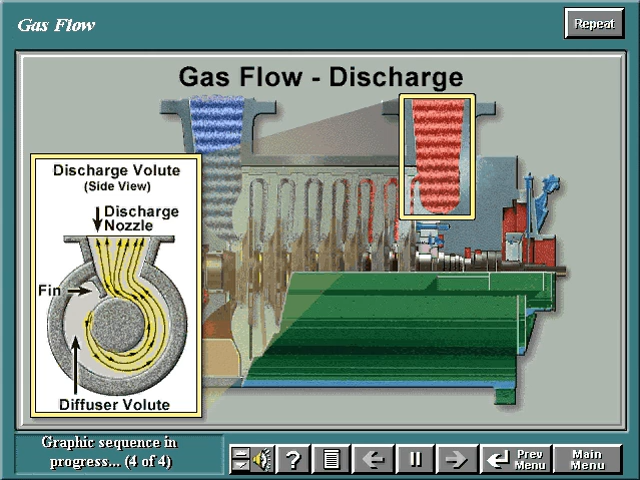 Gas Flow
Repeat
Gas Flow - Discharge
Discharge Volute
(Side View)
Discharge
Nozzle
Fin
Diffuser Volute
Graphic sequence in
progress... (4 of 4)
?
Prev
Menu
Main
Menu